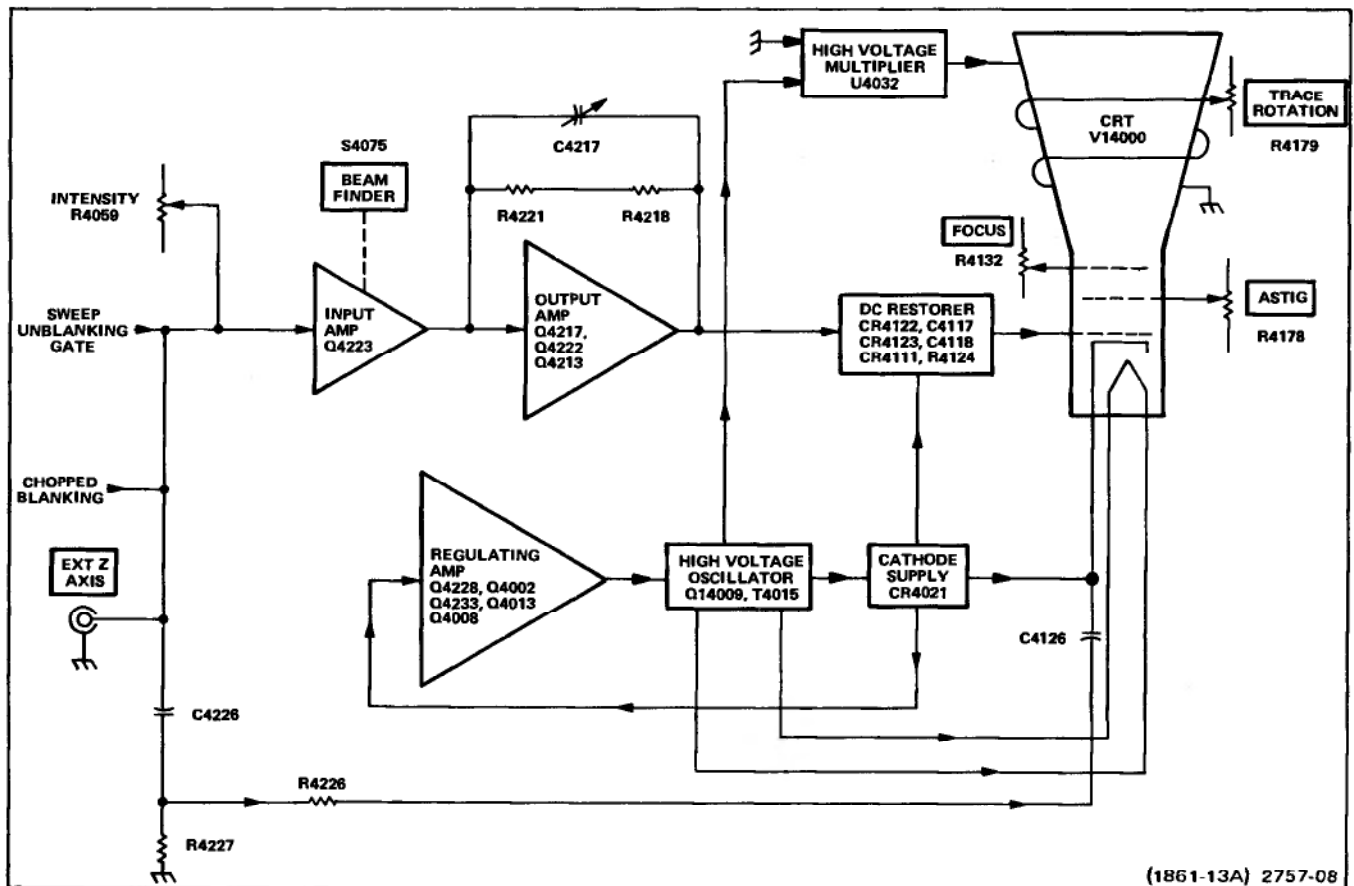 HIGH VOLTAGE
MULTIPLIER
U4032
CRT
V14000
TRACE
ROTATION
R4179
S4075
BEAM
FINDER
C4217
R4221
R4218
INTENSITY
R4059
FOCUS
R4132
ASTIG
R4178
SWEEP
UNBLANKING
GATE
INPUT
AMP
Q4223
OUTPUT
AMP
Q4217,
Q4222
Q4213
DC RESTORER
CR4122, C4117
CR4123, C4118
CR4111, R4124
CHOPPED
BLANKING
EXT Z
AXIS
REGULATING
AMP
Q4228, Q4002
Q4233, Q4013
Q4008
HIGH VOLTAGE
OSCILLATOR
Q14009, T4015
CATHODE
SUPPLY
CR4021
C4126
C4226
R4226
R4227
(1861-13A) 2757-08